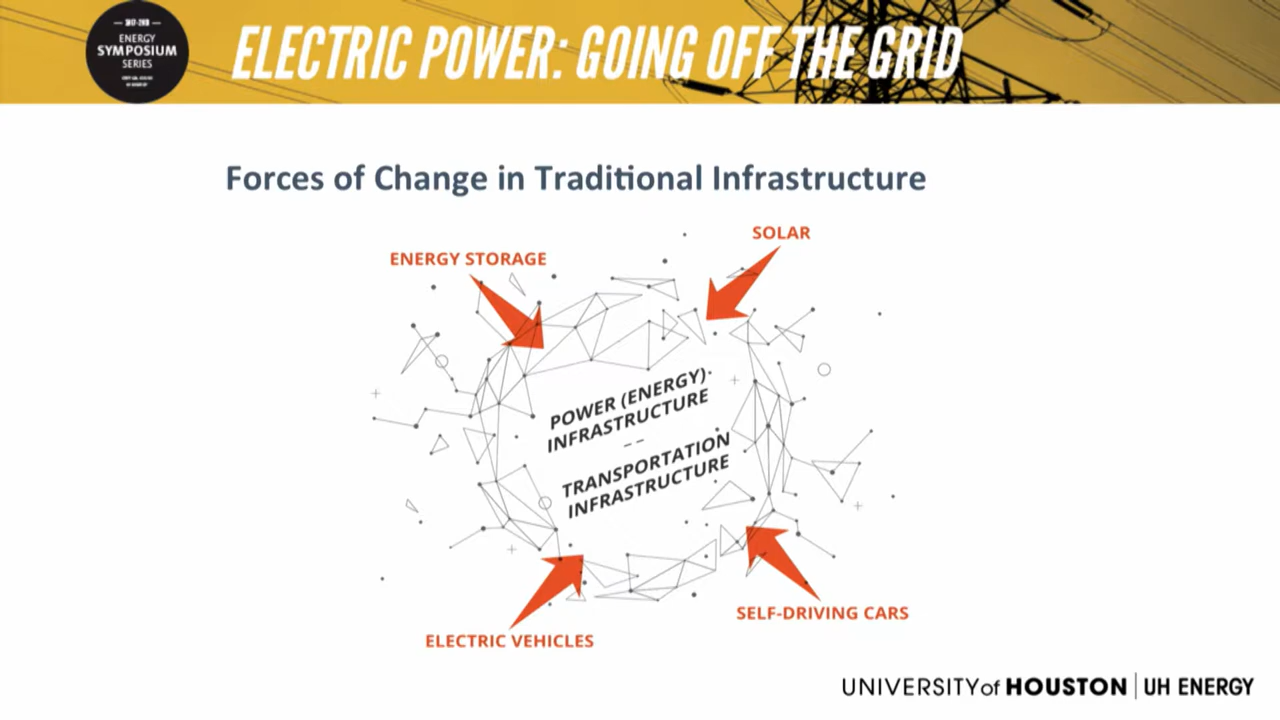 2017-2018
ENERGY
SYMPOSIUM
SERIES
ELECTRIC POWER: GOING OFF THE GRID
Forces of Change in Traditional Infrastructure
SOLAR
ENERGY STORAGE
POWER (ENERGY)
INFRASTRUCTURE
--
TRANSPORTATION
INFRASTRUCTURE
SELF-DRIVING CARS
ELECTRIC VEHICLES
UNIVERSITY of HOUSTON | UH ENERGY